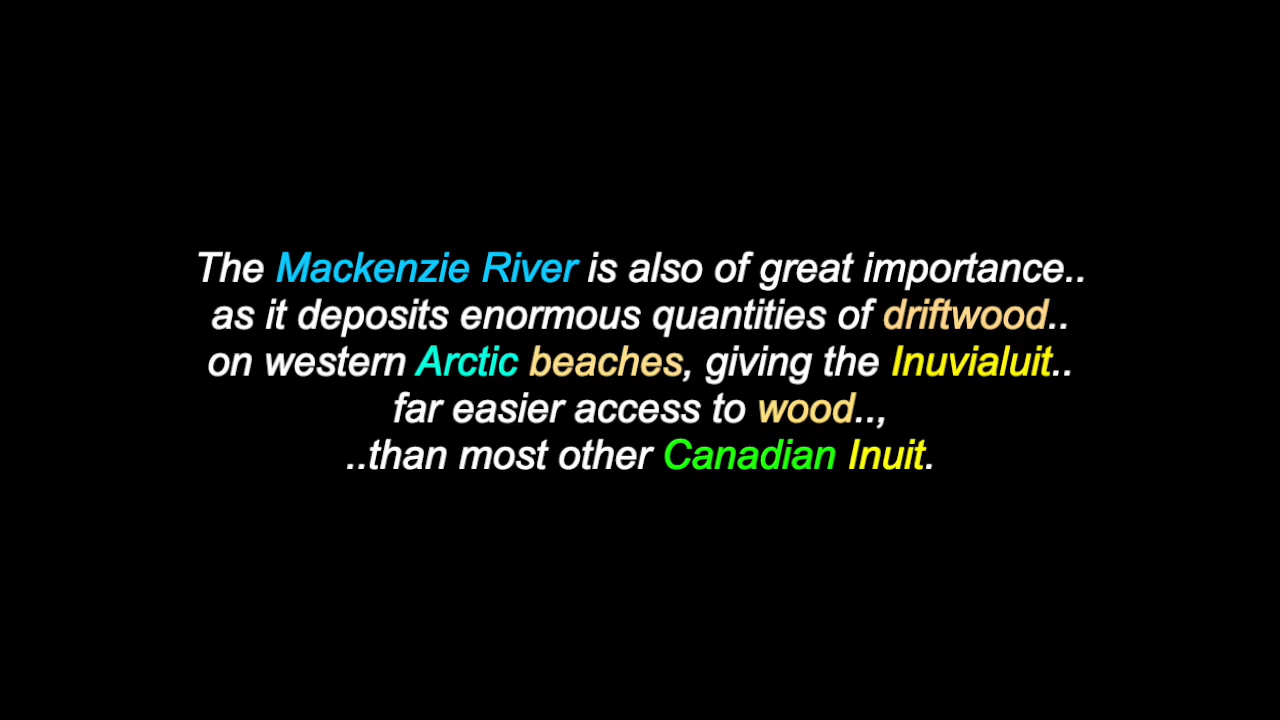 The Mackenzie River is also of great importance..
as it deposits enormous quantities of driftwood..
on western Arctic beaches, giving the Inuvialuit..
far easier access to wood..,
..than most other Canadian Inuit.